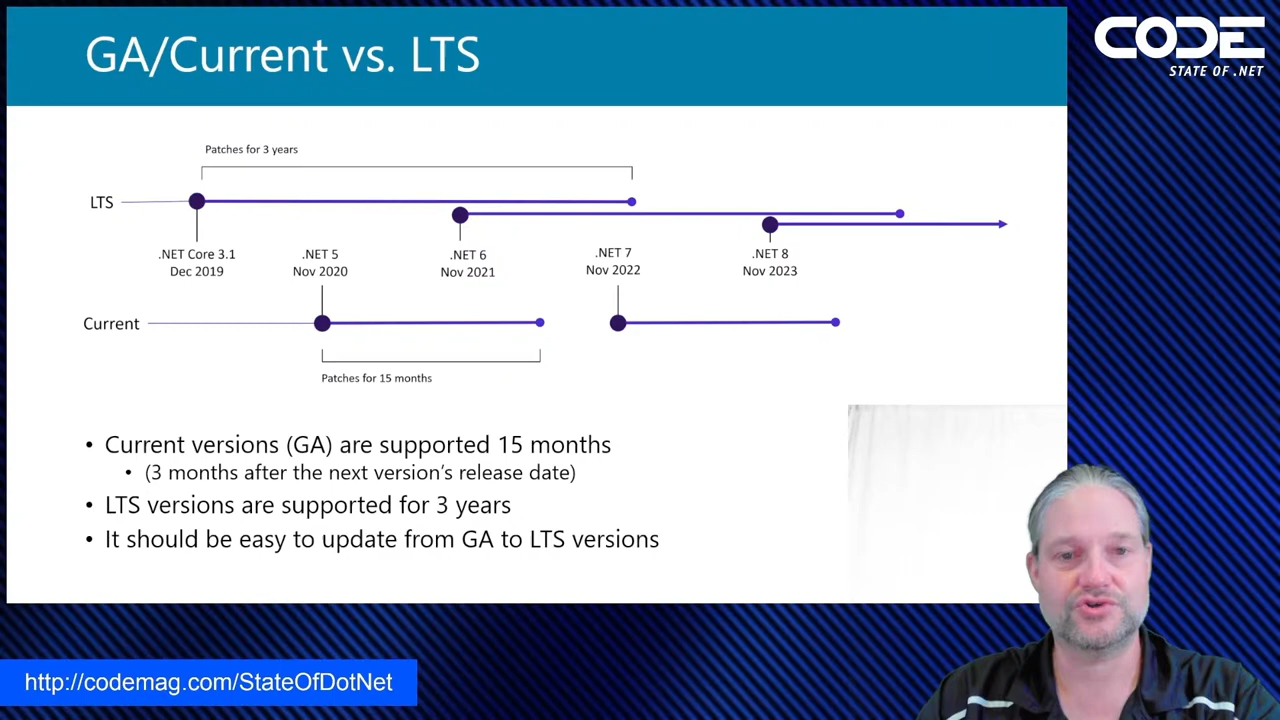 GA/Current vs. LTS
CODE
STATE OF .NET
Patches for 3 years
LTS
.NET Core 3.1
Dec 2019
.NET 5
Nov 2020
.NET 6
Nov 2021
.NET 7
Nov 2022
.NET 8
Nov 2023
Current
Patches for 15 months
• Current versions (GA) are supported 15 months
• (3 months after the next version's release date)
• LTS versions are supported for 3 years
• It should be easy to update from GA to LTS versions
http://codemag.com/StateOfDotNet